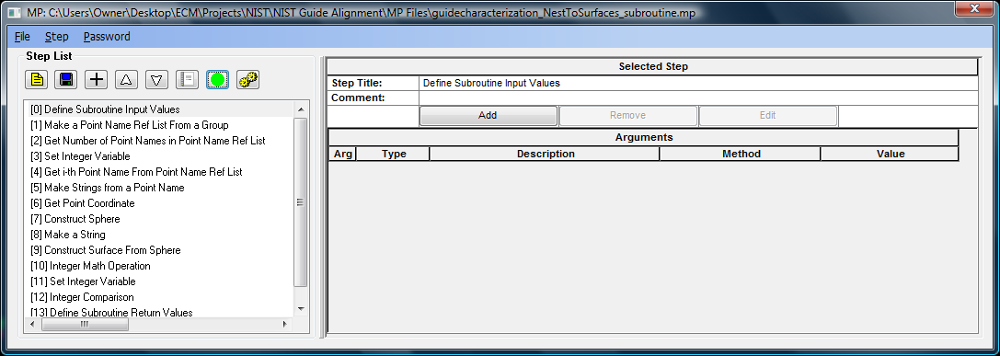 MP: C:\Users\Owner\Desktop\ECM\Projects\NIST\NIST Guide Alignment\MP Files\guidecharacterization_NestToSurfaces_subroutine.mp
File Step Password
Step List
[0] Define Subroutine Input Values
[1] Make a Point Name Ref List From a Group
[2] Get Number of Point Names in Point Name Ref List
[3] Set Integer Variable
[4] Get i-th Point Name From Point Name Ref List
[5] Make Strings from a Point Name
[6] Get Point Coordinate
[7] Construct Sphere
[8] Make a String
[9] Construct Surface From Sphere
[10] Integer Math Operation
[11] Set Integer Variable
[12] Integer Comparison
[13] Define Subroutine Return Values
Selected Step
Step Title: Define Subroutine Input Values
Comment:
Add Remove Edit
Arguments
Arg Type Description Method Value